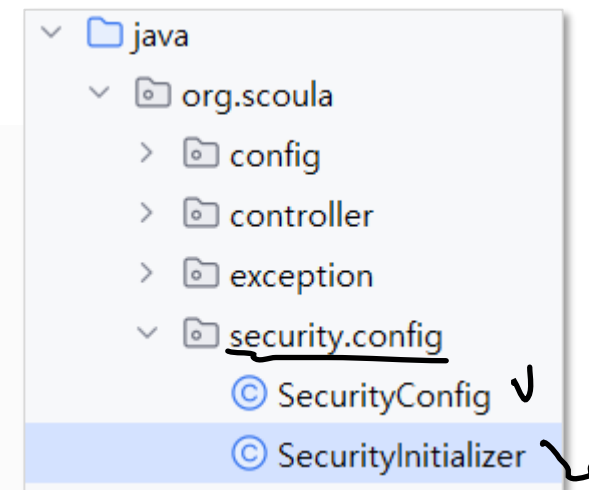 java
org.scoula
config
controller
exception
security.config
SecurityConfig
SecurityInitializer